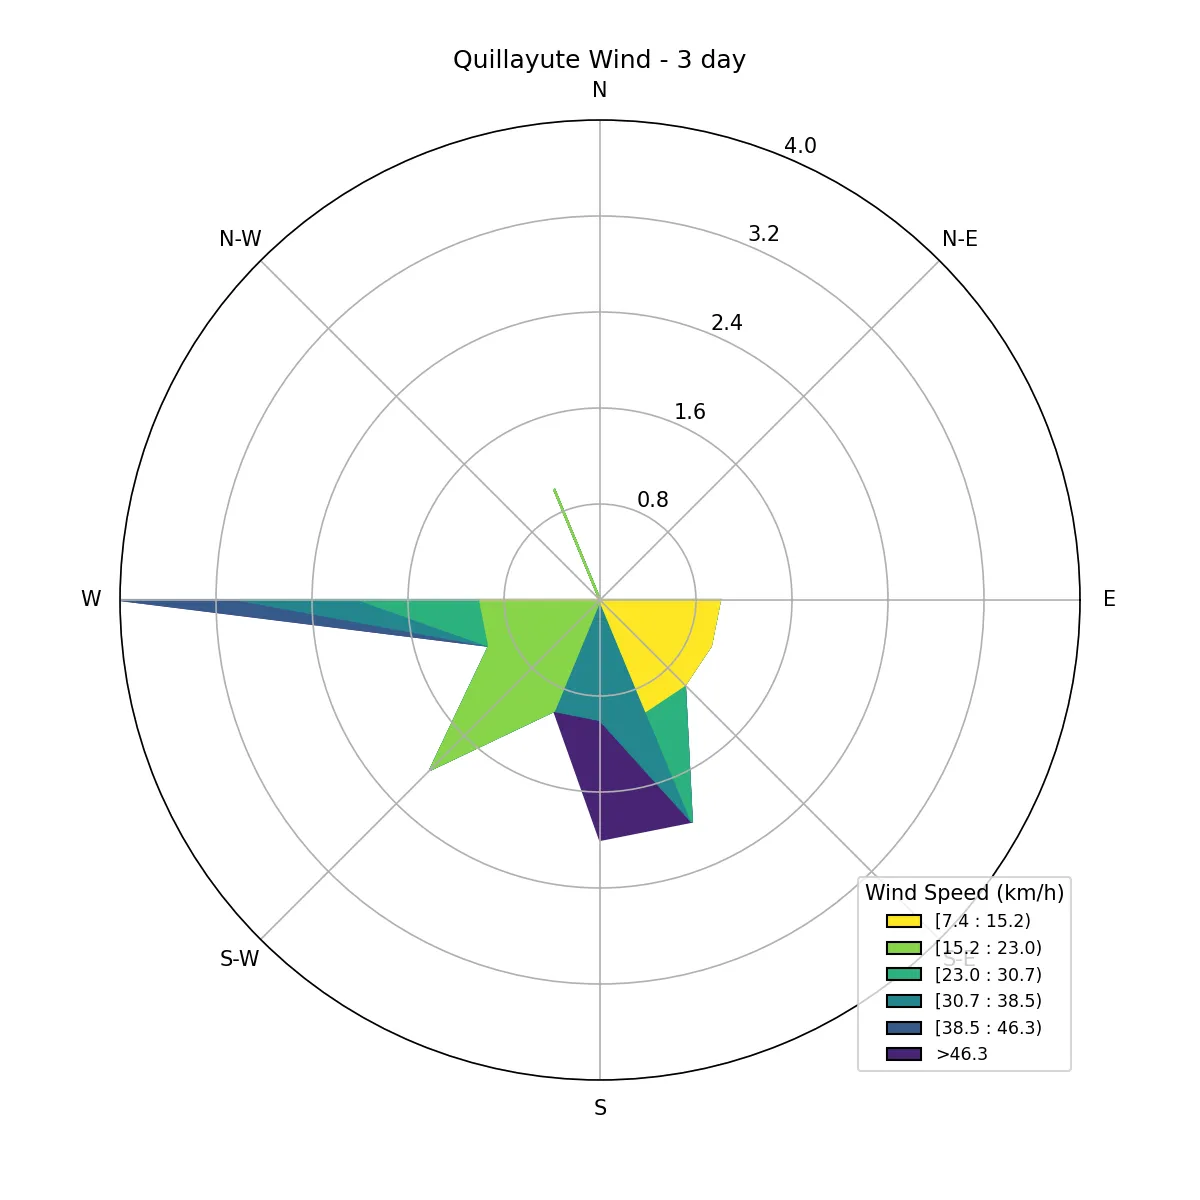 Quillayute Wind - 3 day
N
4.0
N-W
3.2
N-E
2.4
1.6
0.8
W
E
Wind Speed (km/h)
[7.4 : 15.2)
[15.2 : 23.0)
S-W
S-E
[23.0 : 30.7)
[30.7 : 38.5)
[38.5 : 46.3)
>46.3
S